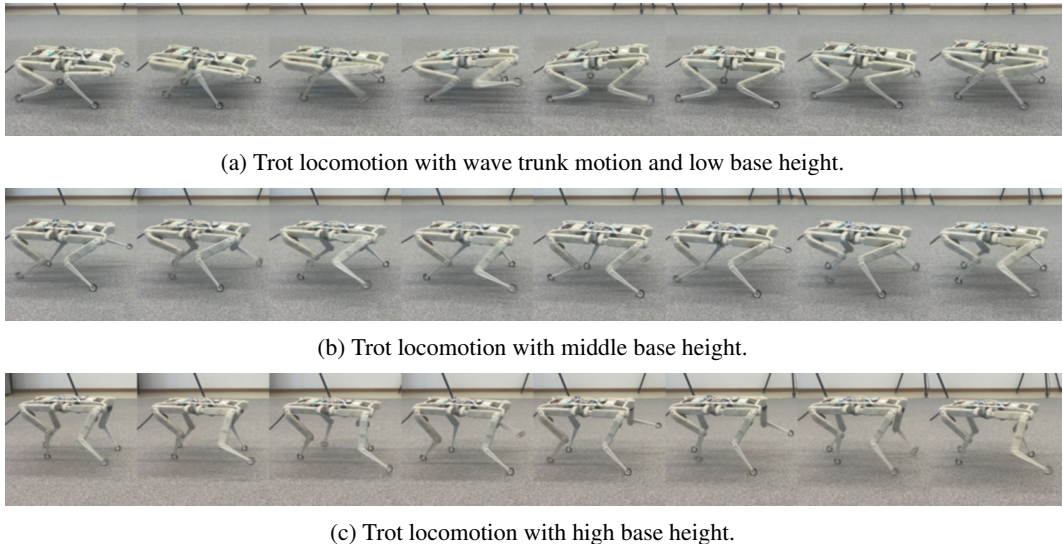 (a) Trot locomotion with wave trunk motion and low base height.
(b) Trot locomotion with middle base height.
(c) Trot locomotion with high base height.